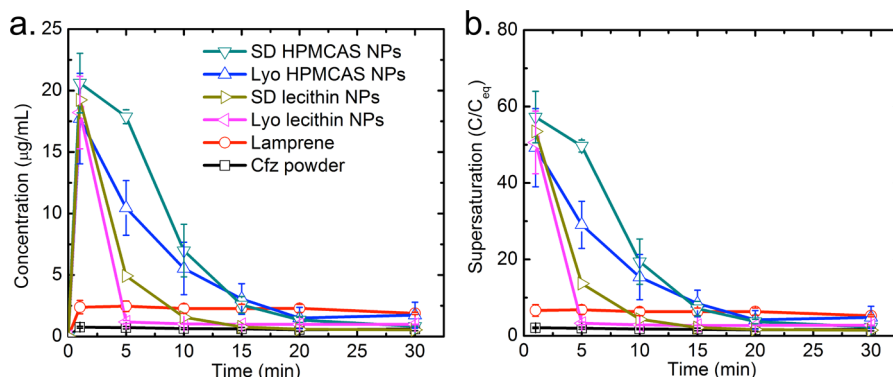 a.
Concentration (μg/mL)
25
20
15
10
5
0
SD HPMCAS NPs
Lyo HPMCAS NPs
SD lecithin NPs
Lyo lecithin NPs
Lamprene
Cfz powder
0 5 10 15 20 25 30
Time (min)
b.
Supersaturation (C/Ceq)
80
60
40
20
0
0 5 10 15 20 25 30
Time (min)